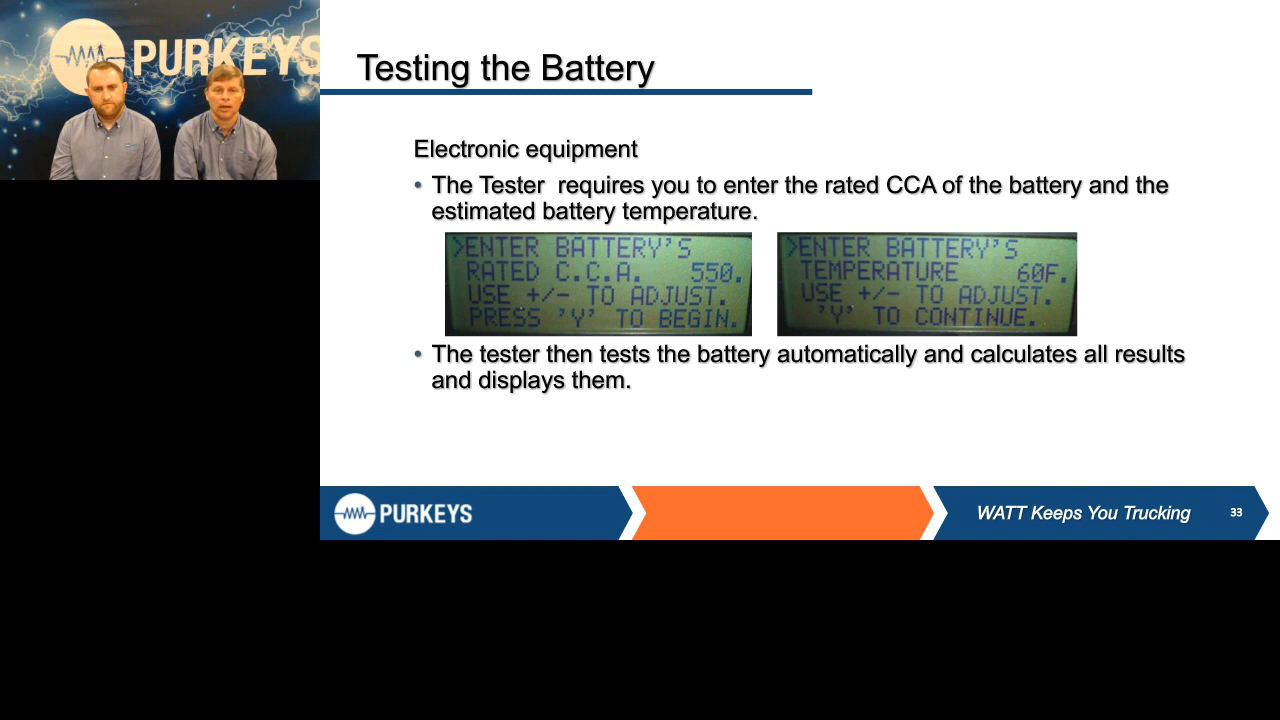 PURKEYS
Testing the Battery
Electronic equipment
• The Tester requires you to enter the rated CCA of the battery and the
estimated battery temperature.
>ENTER BATTERY'S
RATED C.C.A. 550.
USE +/- TO ADJUST.
PRESS 'Y' TO BEGIN.
>ENTER BATTERY'S
TEMPERATURE 60F.
USE +/- TO ADJUST.
'Y' TO CONTINUE.
• The tester then tests the battery automatically and calculates all results
and displays them.
PURKEYS
WATT Keeps You Trucking
33